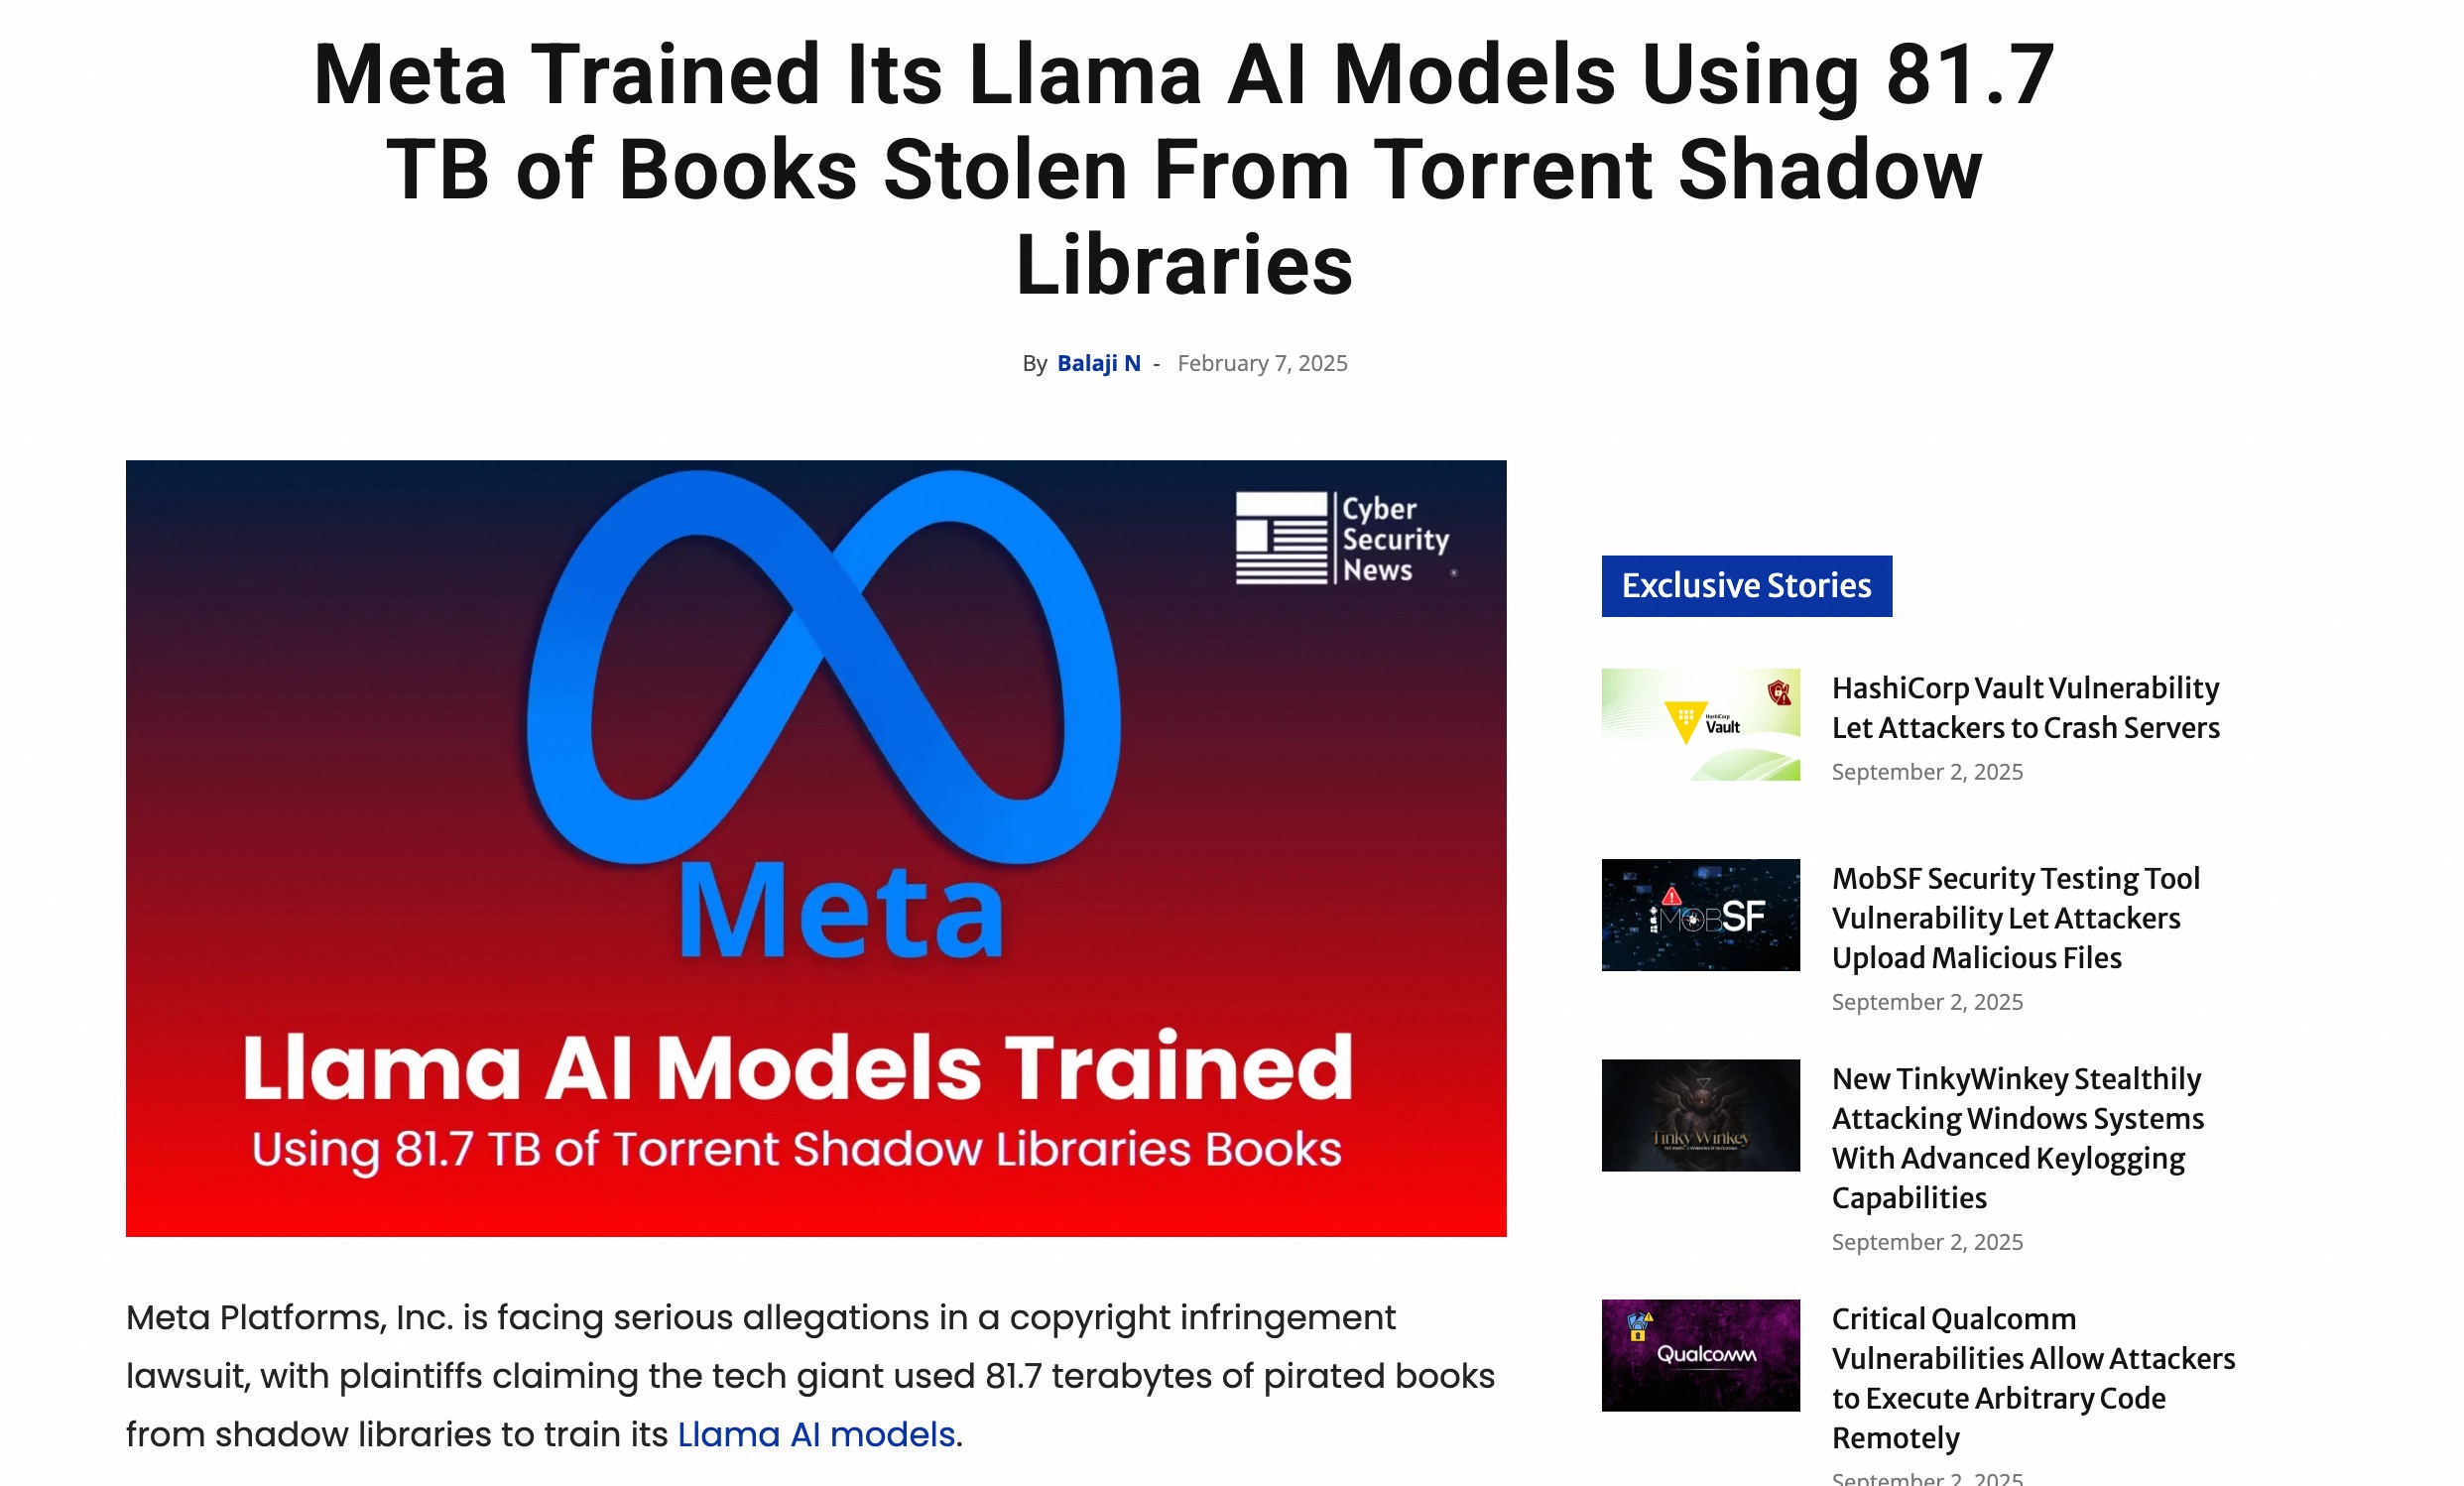 Meta Trained Its Llama AI Models Using 81.7
TB of Books Stolen From Torrent Shadow
Libraries
By Balaji N - February 7, 2025
Cyber
Security
News
Meta
Llama AI Models Trained
Using 81.7 TB of Torrent Shadow Libraries Books
Meta Platforms, Inc. is facing serious allegations in a copyright infringement
lawsuit, with plaintiffs claiming the tech giant used 81.7 terabytes of pirated books
from shadow libraries to train its Llama AI models.
Exclusive Stories
HashiCorp
Vault
HashiCorp Vault Vulnerability
Let Attackers to Crash Servers
September 2, 2025
MOBSF
MobSF Security Testing Tool
Vulnerability Let Attackers
Upload Malicious Files
September 2, 2025
Tinky Winkey
New TinkyWinkey Stealthily
Attacking Windows Systems
With Advanced Keylogging
Capabilities
September 2, 2025
Qualcomm
Critical Qualcomm
Vulnerabilities Allow Attackers
to Execute Arbitrary Code
Remotely
September 2, 2025